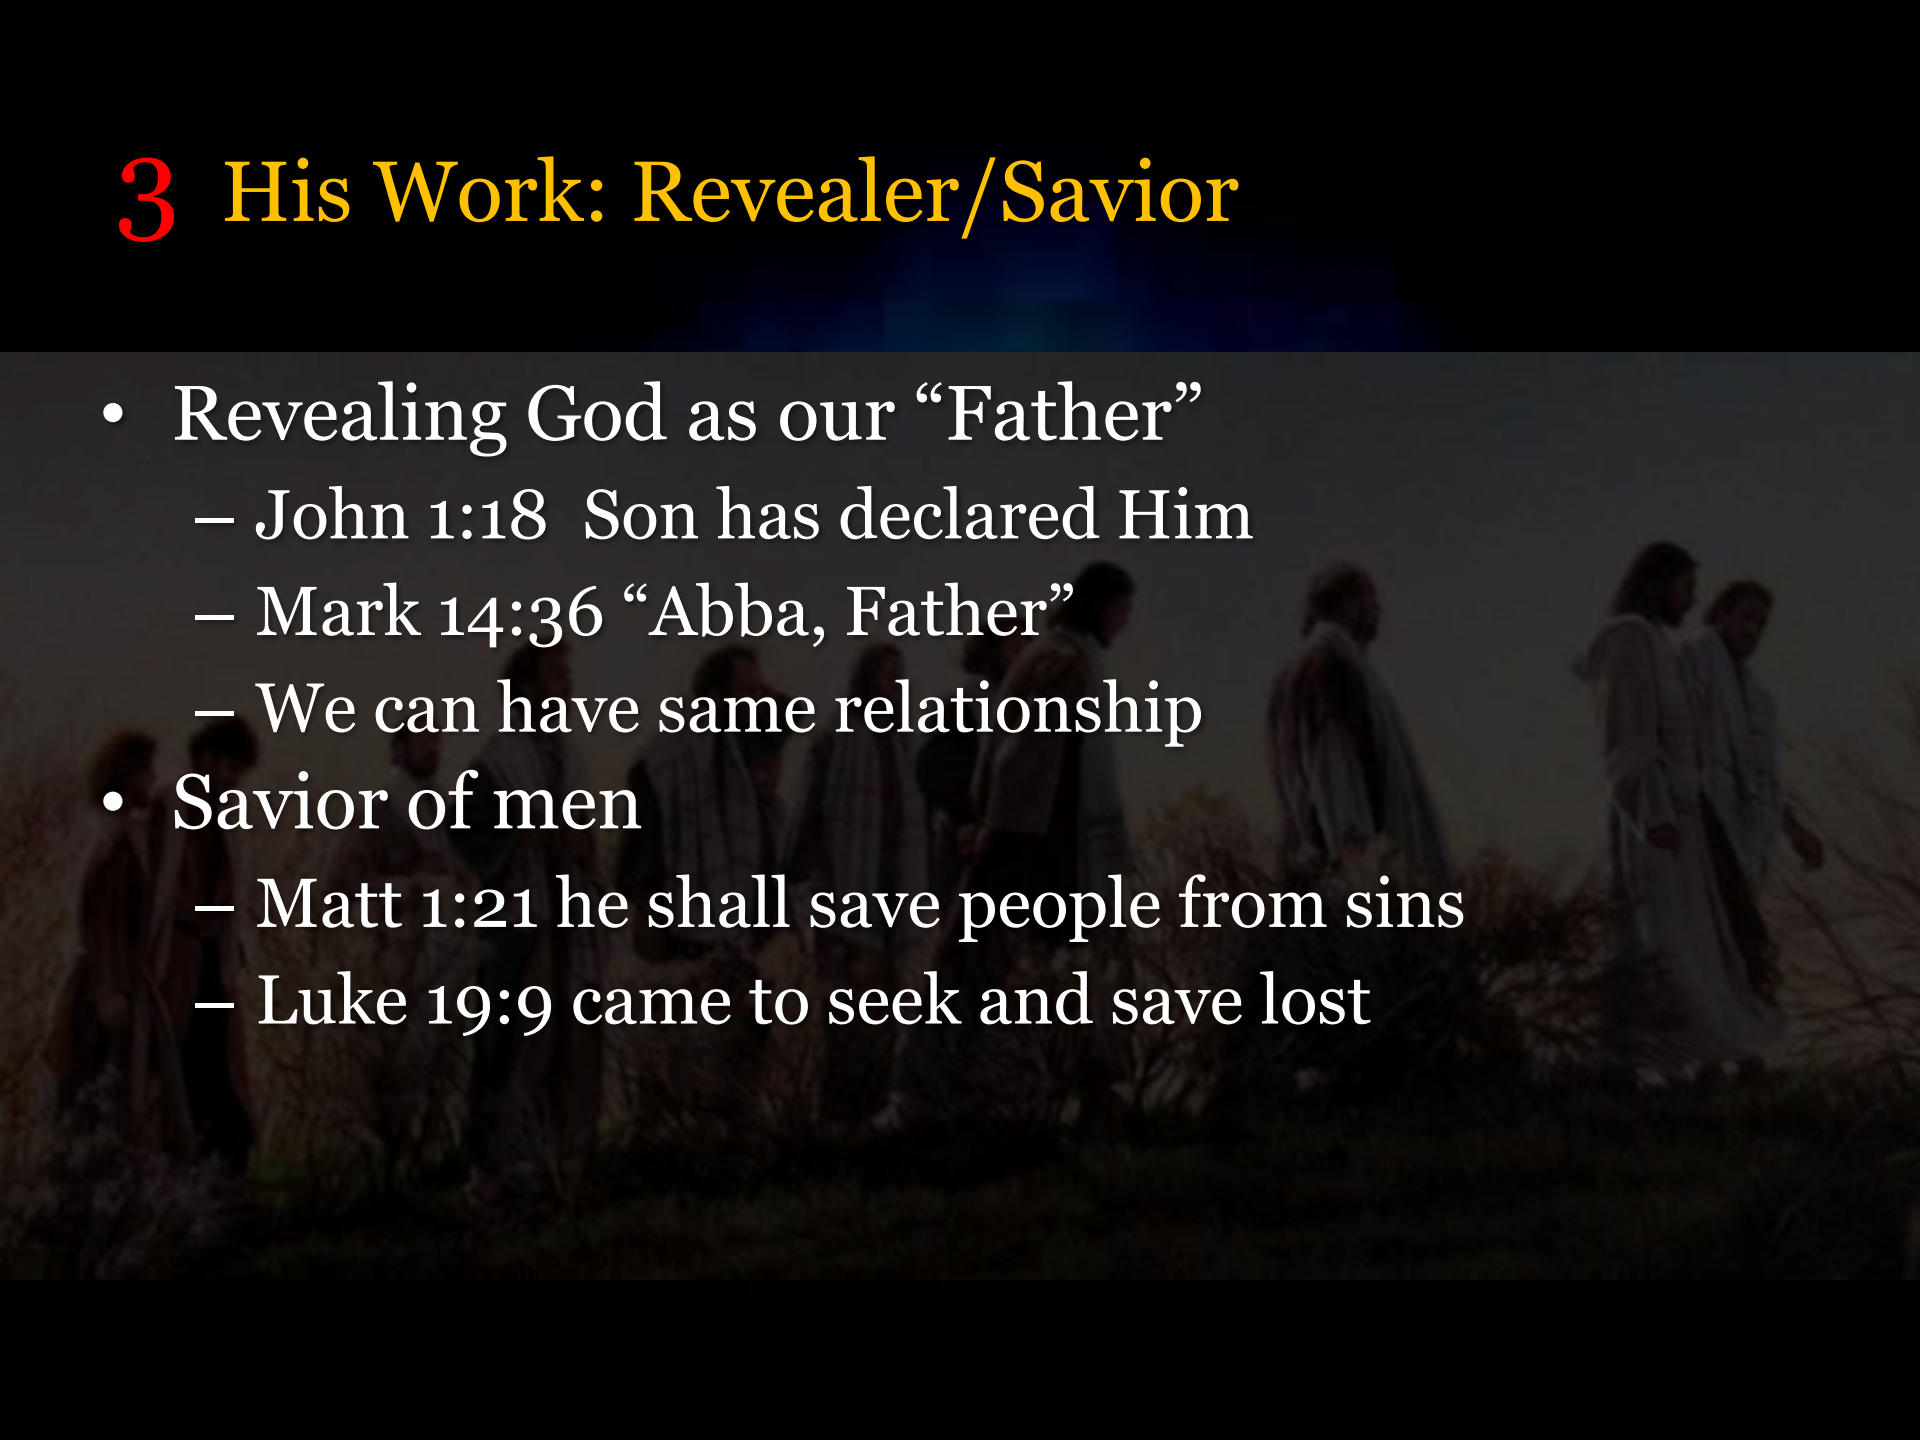 3 His Work: Revealer/Savior
• Revealing God as our “Father”
– John 1:18  Son has declared Him
– Mark 14:36 “Abba, Father”
– We can have same relationship
• Savior of men
– Matt 1:21 he shall save people from sins
– Luke 19:9 came to seek and save lost